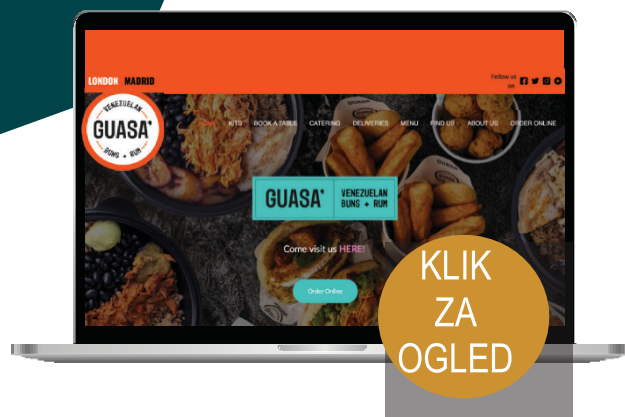 LONDON MADRID
Follow us
on
VENEZUELAN
GUASA'
BUNS + RUM
HOME KITS BOOK A TABLE CATERING DELIVERIES MENU FIND US ABOUT US ORDER ONLINE
GUASA'
VENEZUELAN
BUNS + RUM
Come visit us HERE!
Order Online
KLIK
ZA
OGLED